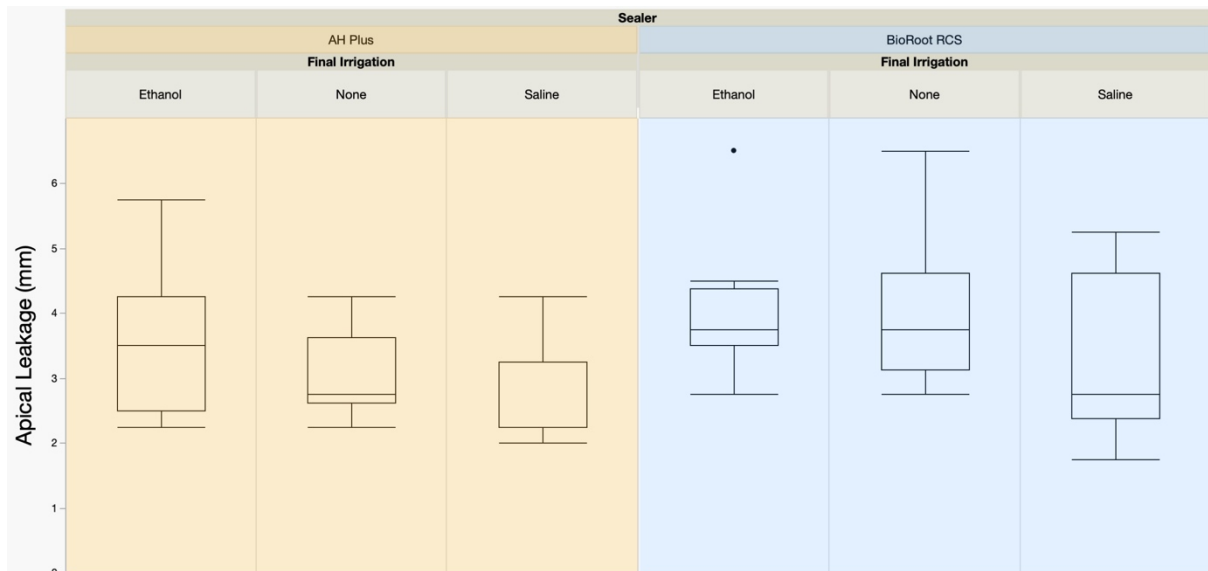 Sealer
AH Plus BioRoot RCS
Final Irrigation Final Irrigation
Ethanol None Saline Ethanol None Saline
6
5
4
3
2
1
Apical Leakage (mm)